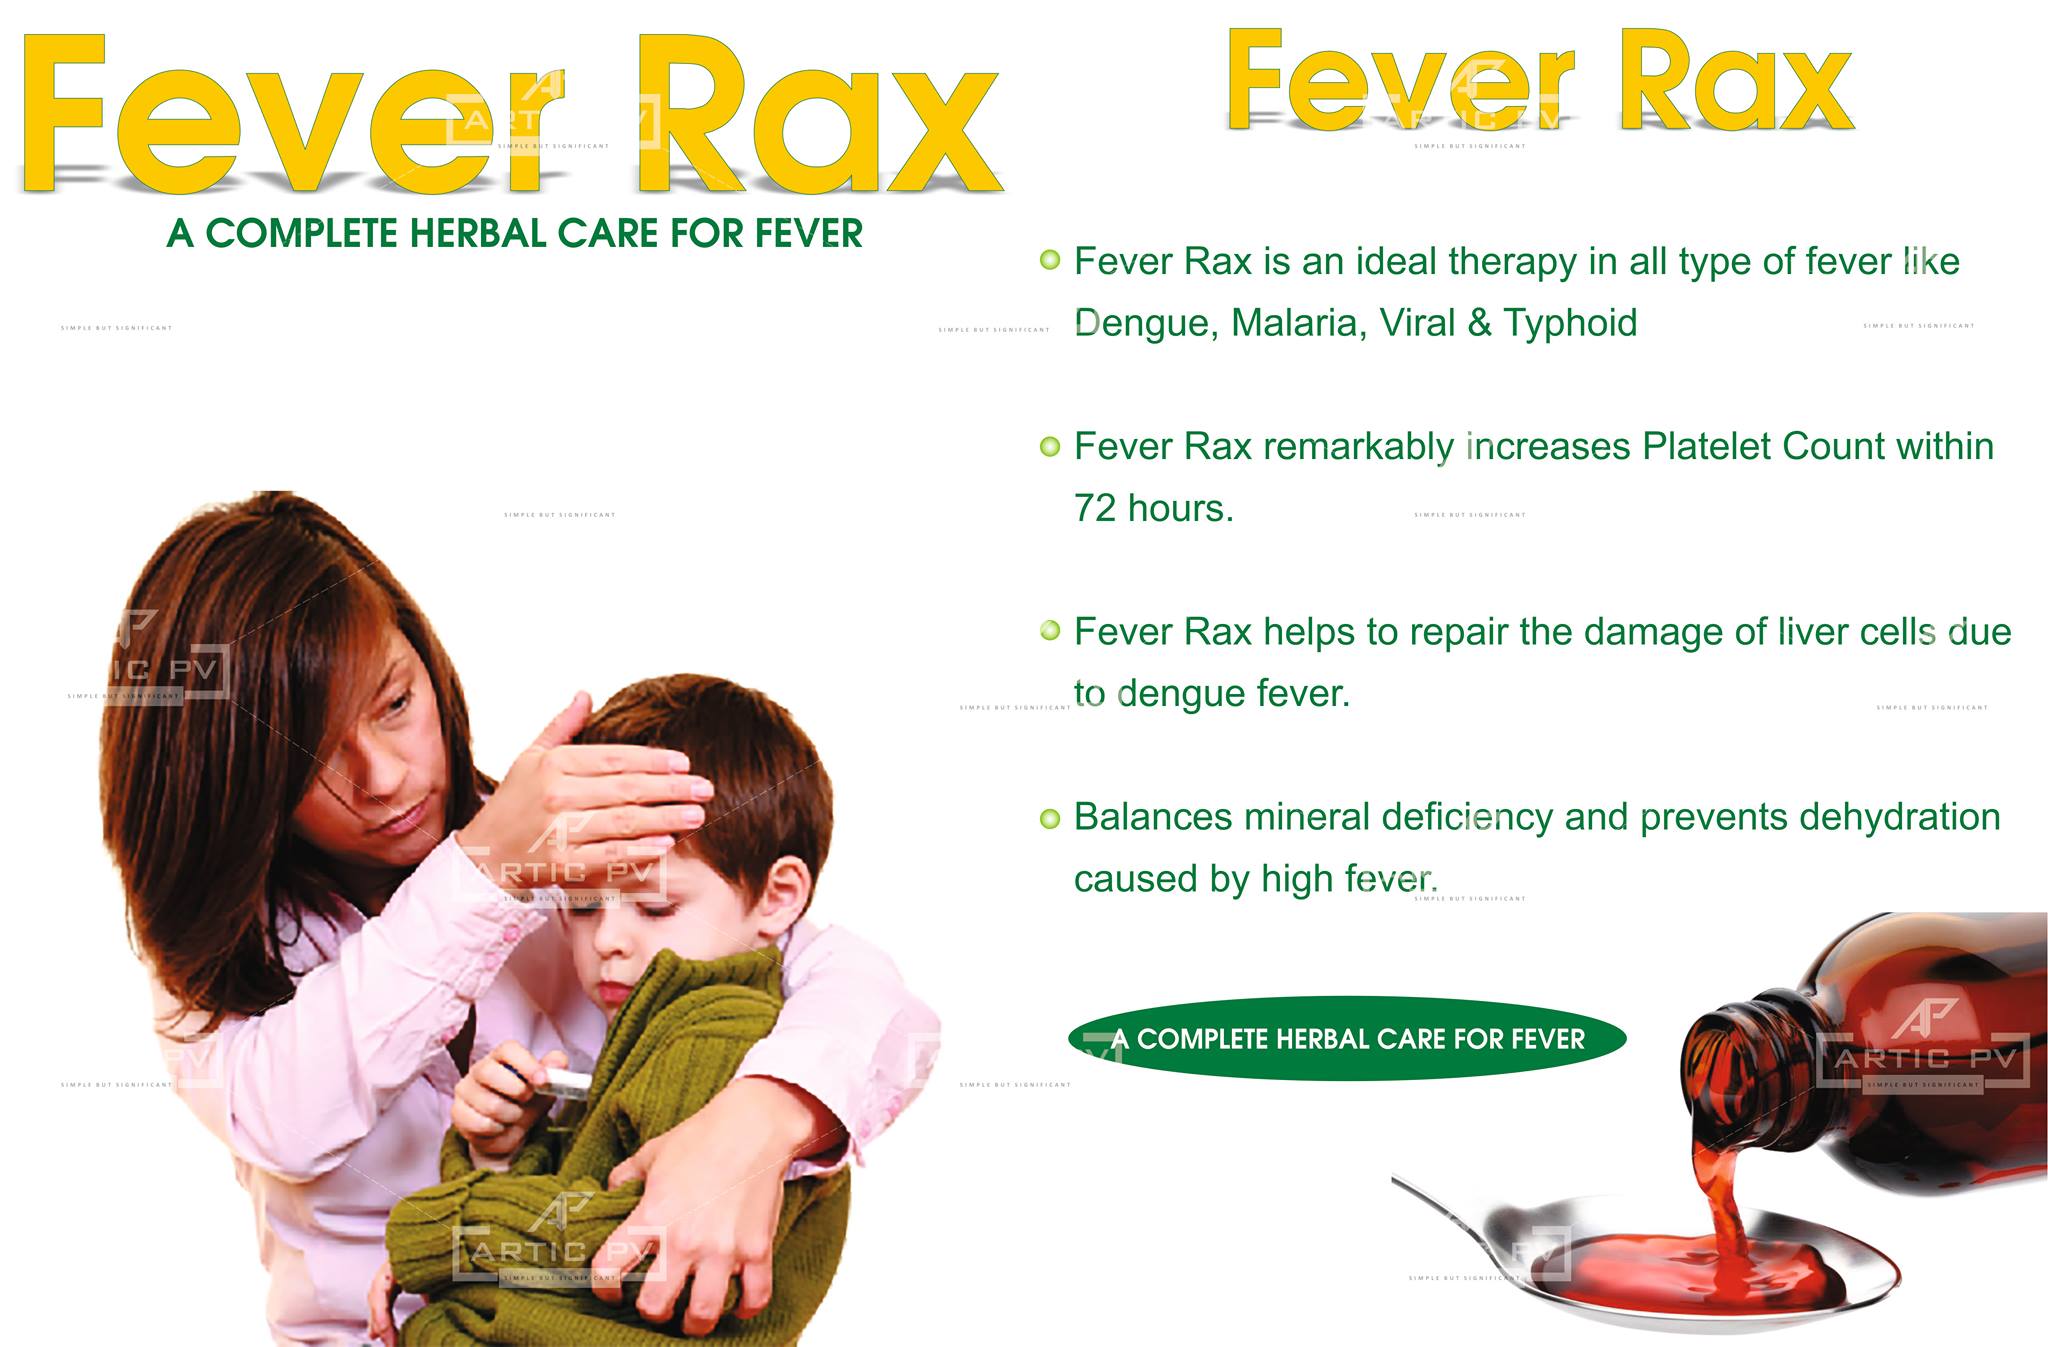 Fever Rax
A COMPLETE HERBAL CARE FOR FEVER
Fever Rax
Fever Rax is an ideal therapy in all type of fever like
Dengue, Malaria, Viral & Typhoid
Fever Rax remarkably increases Platelet Count within
72 hours.
Fever Rax helps to repair the damage of liver cells due
to dengue fever.
Balances mineral deficiency and prevents dehydration
caused by high fever.
A COMPLETE HERBAL CARE FOR FEVER
ARTIC PV
SIMPLE BUT SIGNIFICANT